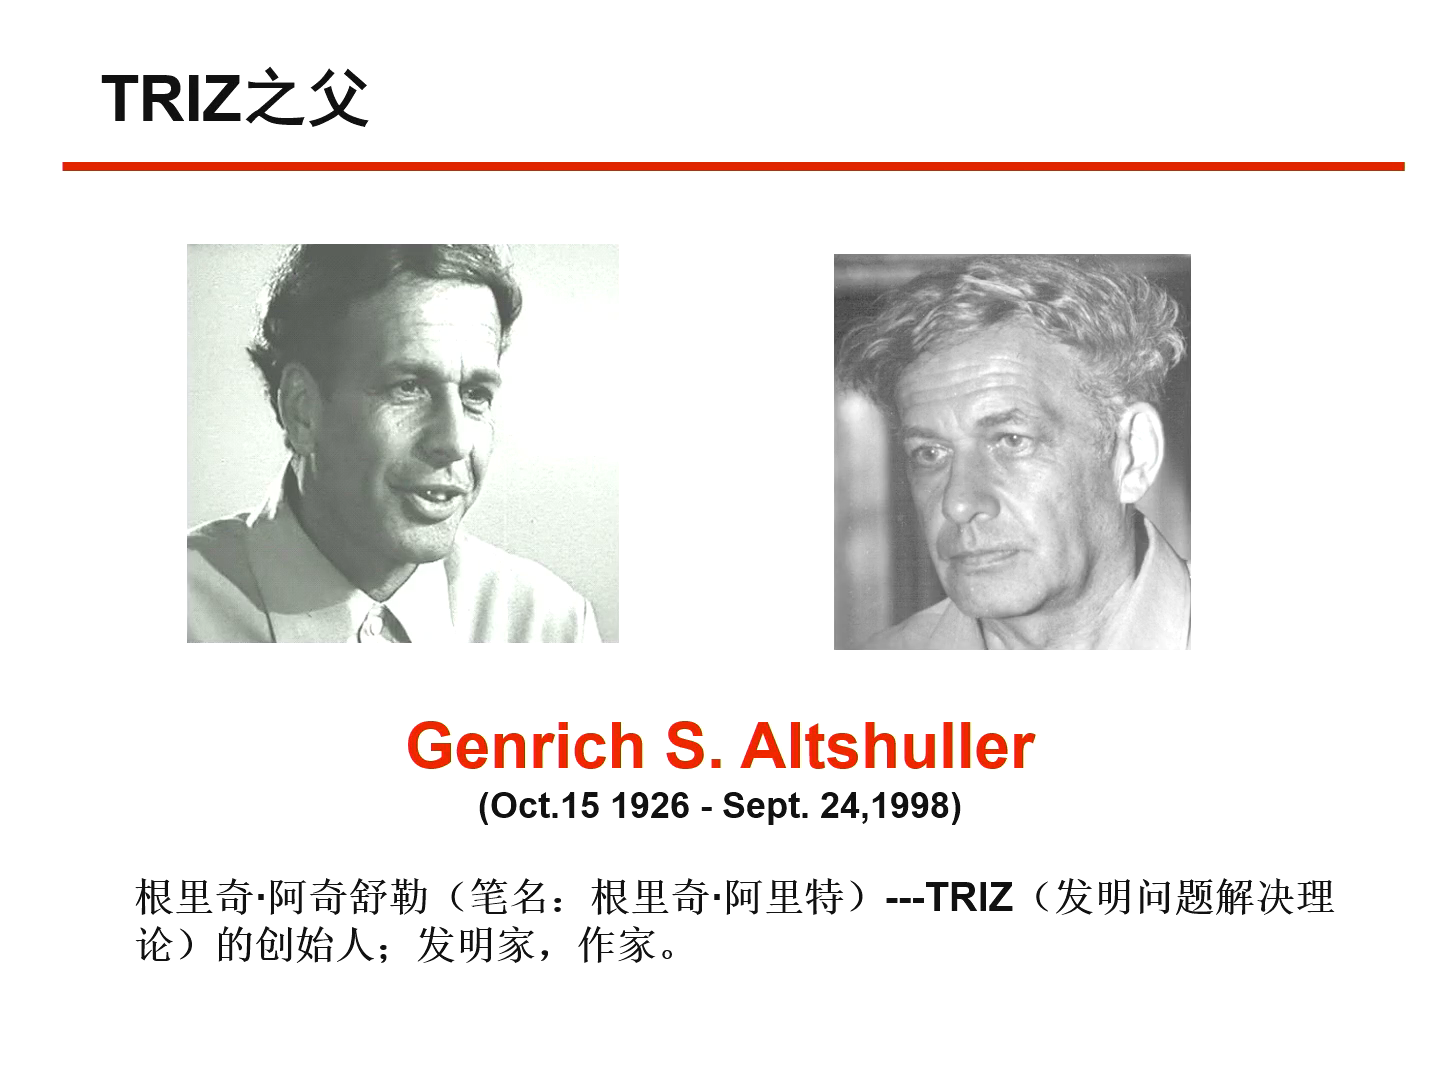 TRIZ之父
Genrich S. Altshuller
(Oct.15 1926 - Sept. 24,1998)
根里奇·阿奇舒勒（笔名：根里奇·阿里特）---TRIZ（发明问题解决理
论）的创始人；发明家，作家。